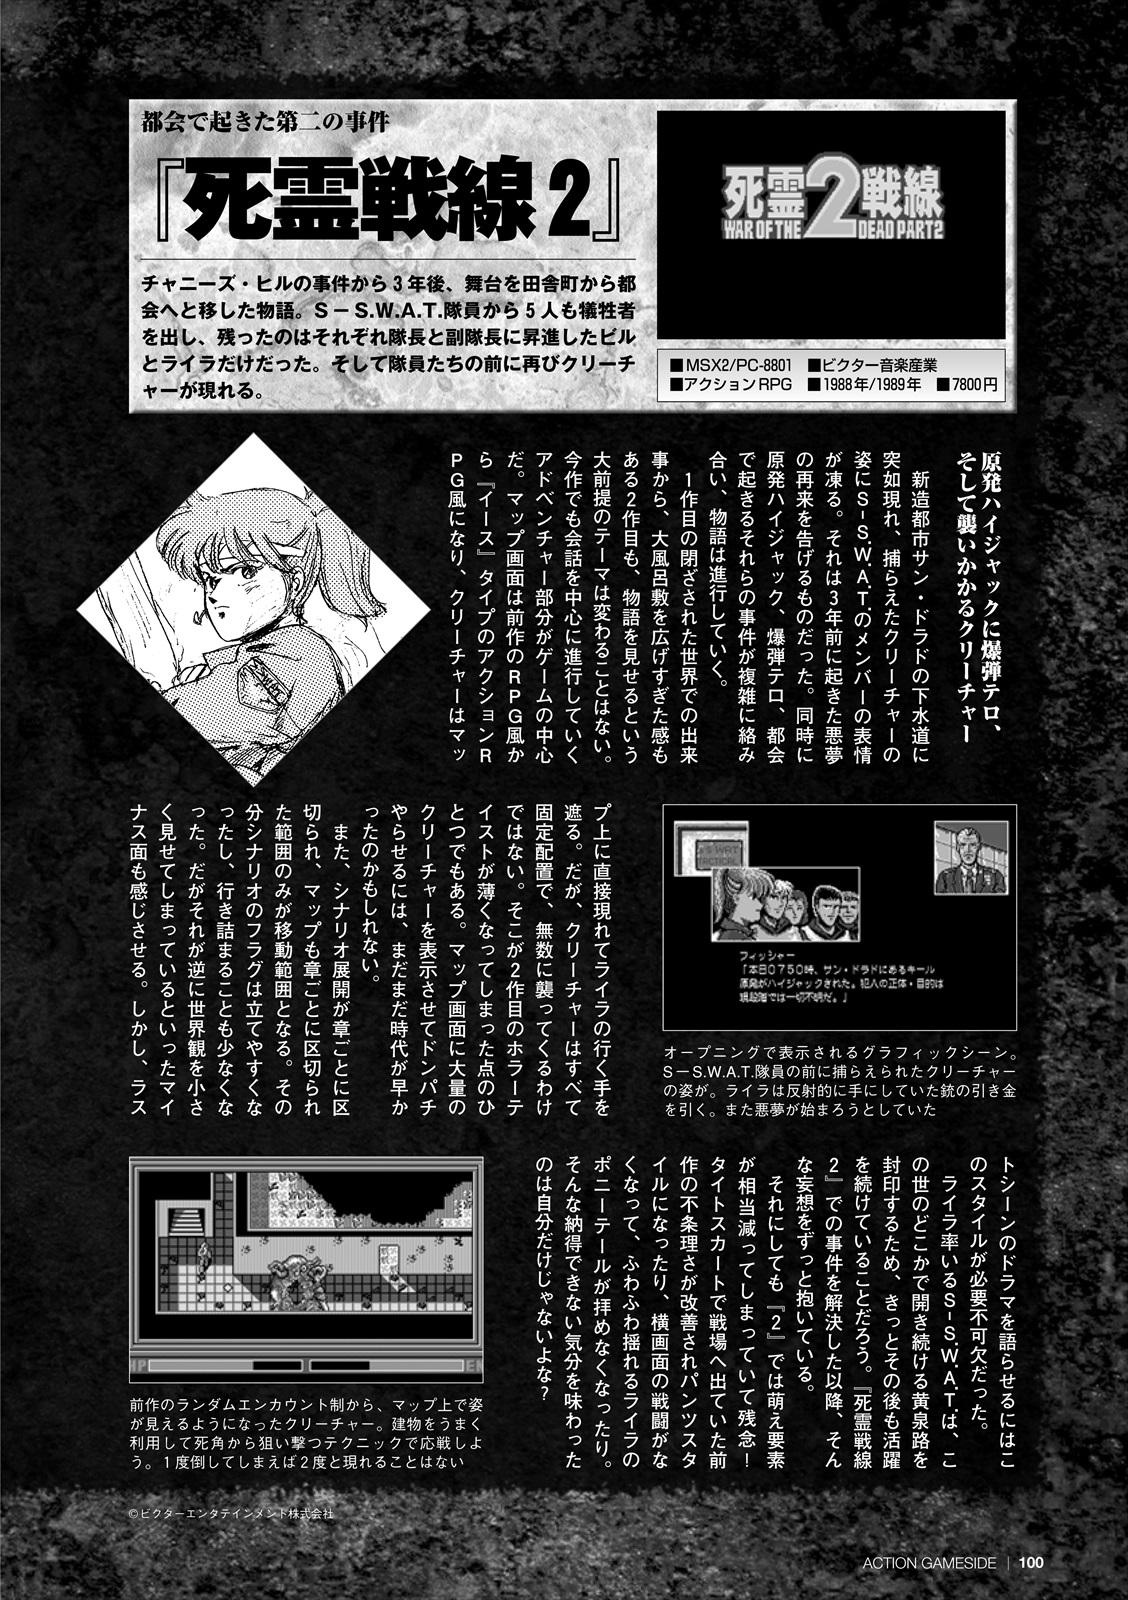 都会で起きた第二の事件
『死霊戦線2』
チャニーズ・ヒルの事件から3年後、舞台を田舎町から都
会へと移した物語。S－S.W.A.T.隊員から5人も犠牲者
を出し、残ったのはそれぞれ隊長と副隊長に昇進したビル
とライラだけだった。そして隊員たちの前に再びクリーチ
ャーが現れる。
死霊2戦線
WAR OF THE DEAD PART2
■MSX2/PC-8801 ■ビクター音楽産業
■アクションRPG ■1988年/1989年 ■7800円
原発ハイジャックに爆弾テロ、
そして襲いかかるクリーチャー
新造都市サン・ドラドの下水道に
突如現れ、捕らえたクリーチャーの
姿にS-S.W.A.T.のメンバーの表情
が凍る。それは3年前に起きた悪夢
の再来を告げるものだった。同時に
原発ハイジャック、爆弾テロ、都会
で起きるそれらの事件が複雑に絡み
合い、物語は進行していく。
1作目の閉ざされた世界での出来
事から、大風呂敷を広げすぎた感も
ある2作目も、物語を見せるという
大前提のテーマは変わることはない。
今作でも会話を中心に進行していく
アドベンチャー部分がゲームの中心
だ。マップ画面は前作のRPG風か
ら『イース』タイプのアクションR
PG風になり、クリーチャーはマッ
プ上に直接現れてライラの行く手を
遮る。だが、クリーチャーはすべて
固定配置で、無数に襲ってくるわけ
ではない。そこが2作目のホラーテ
イストが薄くなってしまった点のひ
とつでもある。マップ画面に大量の
クリーチャーを表示させてドンパチ
やらせるには、まだまだ時代が早か
ったのかもしれない。
また、シナリオ展開が章ごとに区
切られ、マップも章ごとに区切られ
た範囲のみが移動範囲となる。その
分シナリオのフラグは立てやすくな
ったし、行き詰まることも少なくな
った。だがそれが逆に世界観を小さ
く見せてしまっているといったマイ
ナス面も感じさせる。しかし、ラス
S-SWAT
TACTICAL
フィッシャー
「本日0750時、サン・ドラドにあるキール
原発がハイジャックされた。犯人の正体・目的は
現段階では一切不明だ。」
オープニングで表示されるグラフィックシーン。
S－S.W.A.T.隊員の前に捕らえられたクリーチャー
の姿が。ライラは反射的に手にしていた銃の引き金
を引く。また悪夢が始まろうとしていた
トシーンのドラマを語らせるにはこ
のスタイルが必要不可欠だった。
ライラ率いるS-S.W.A.T.は、こ
の世のどこかで開き続ける黄泉路を
封印するため、きっとその後も活躍
を続けていることだろう。『死霊戦線
2』での事件を解決した以降、そん
な妄想をずっと抱いている。
それにしても『2』では萌え要素
が相当減ってしまっていて残念！
タイトスカートで戦場へ出ていた前
作の不条理さが改善されパンツスタ
イルになったり、横画面の戦闘がな
くなって、ふわふわ揺れるライラの
ポニーテールが拝めなくなったり。
そんな納得できない気分を味わった
のは自分だけじゃないよな？
HP
EN
前作のランダムエンカウント制から、マップ上で姿
が見えるようになったクリーチャー。建物をうまく
利用して死角から狙い撃つテクニックで応戦しよ
う。1度倒してしまえば2度と現れることはない
©ビクターエンタテインメント株式会社
ACTION GAMESIDE | 100